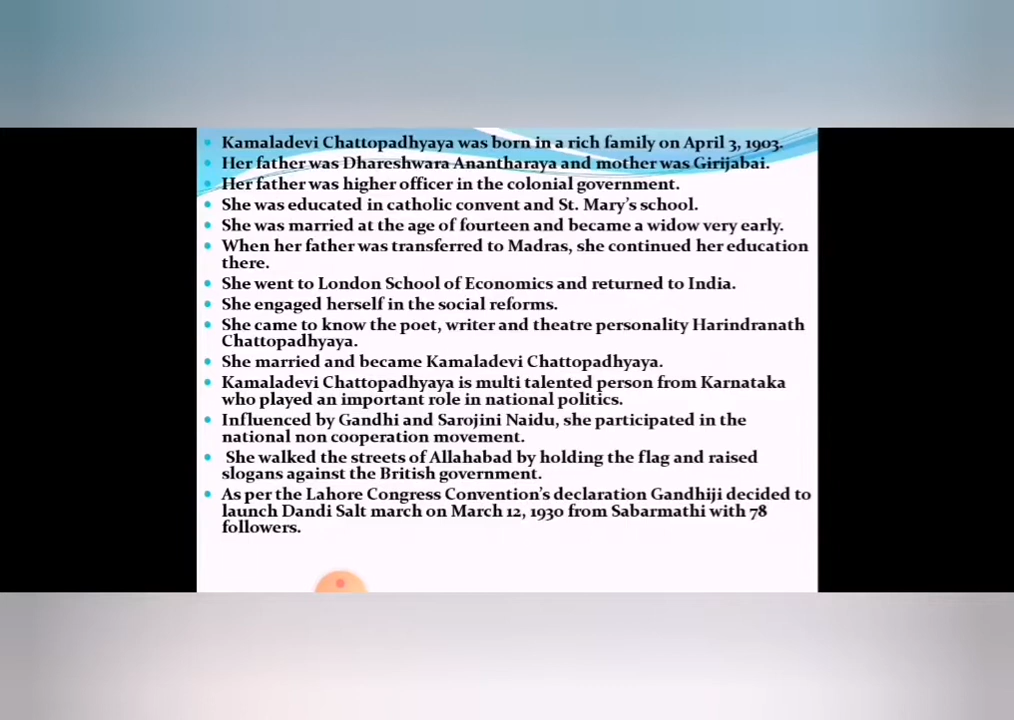 Kamaladevi Chattopadhyaya was born in a rich family on April 3, 1903.
Her father was Dhareshwara Anantharaya and mother was Girijabai.
Her father was higher officer in the colonial government.
She was educated in catholic convent and St. Mary's school.
She was married at the age of fourteen and became a widow very early.
When her father was transferred to Madras, she continued her education
there.
She went to London School of Economics and returned to India.
She engaged herself in the social reforms.
She came to know the poet, writer and theatre personality Harindranath
Chattopadhyaya.
She married and became Kamaladevi Chattopadhyaya.
Kamaladevi Chattopadhyaya is multi talented person from Karnataka
who played an important role in national politics.
Influenced by Gandhi and Sarojini Naidu, she participated in the
national non cooperation movement.
She walked the streets of Allahabad by holding the flag and raised
slogans against the British government.
As per the Lahore Congress Convention's declaration Gandhiji decided to
launch Dandi Salt march on March 12, 1930 from Sabarmathi with 78
followers.